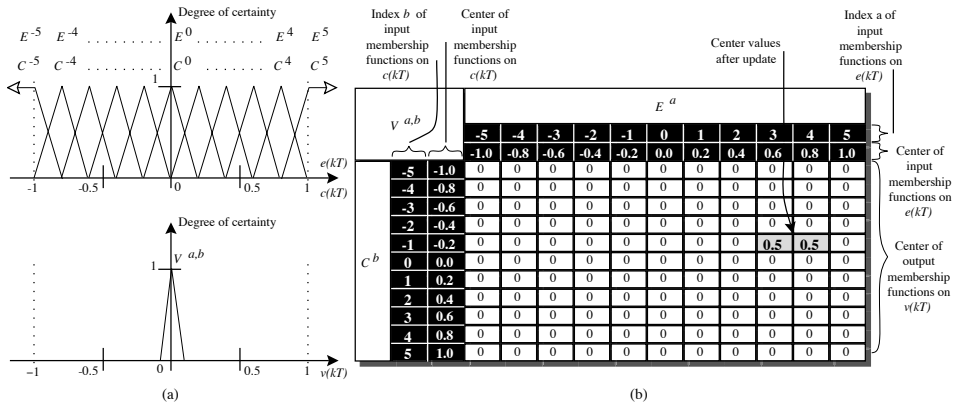 Degree of certainty
E -5 E -4 . . . . . . . . . E 0 . . . . . . . . E 4 E 5
C -5 C -4 . . . . . . . . . C 0 . . . . . . . . C 4 C 5
1
e(kT)
-1 -0.5 0 0.5 1 c(kT)
Degree of certainty
V a,b
1
−1 -0.5 0 0.5 1 v(kT)
(a)
Index b of
input
membership
functions on
c(kT)
Center of
input
membership
functions on
c(kT)
Center values
after update
Index a of
input
membership
functions on
e(kT)
V a,b
E a
-5 -4 -3 -2 -1 0 1 2 3 4 5
-1.0 -0.8 -0.6 -0.4 -0.2 0.0 0.2 0.4 0.6 0.8 1.0
C b
-5 -1.0 0 0 0 0 0 0 0 0 0 0 0
-4 -0.8 0 0 0 0 0 0 0 0 0 0 0
-3 -0.6 0 0 0 0 0 0 0 0 0 0 0
-2 -0.4 0 0 0 0 0 0 0 0 0 0 0
-1 -0.2 0 0 0 0 0 0 0 0 0.5 0.5 0
0 0.0 0 0 0 0 0 0 0 0 0 0 0
1 0.2 0 0 0 0 0 0 0 0 0 0 0
2 0.4 0 0 0 0 0 0 0 0 0 0 0
3 0.6 0 0 0 0 0 0 0 0 0 0 0
4 0.8 0 0 0 0 0 0 0 0 0 0 0
5 1.0 0 0 0 0 0 0 0 0 0 0 0
Center of
input
membership
functions on
e(kT)
Center of
output
membership
functions on
v(kT)
(b)